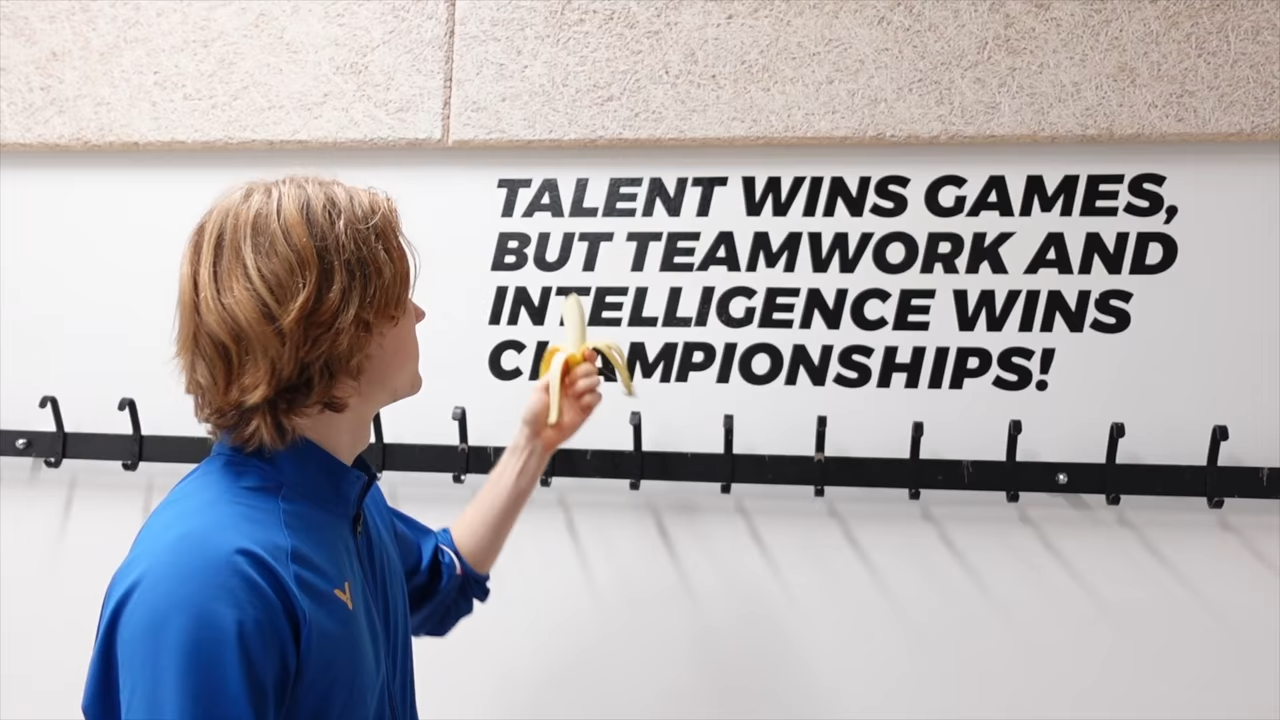 TALENT WINS GAMES,
BUT TEAMWORK AND
INTELLIGENCE WINS
CHAMPIONSHIPS!